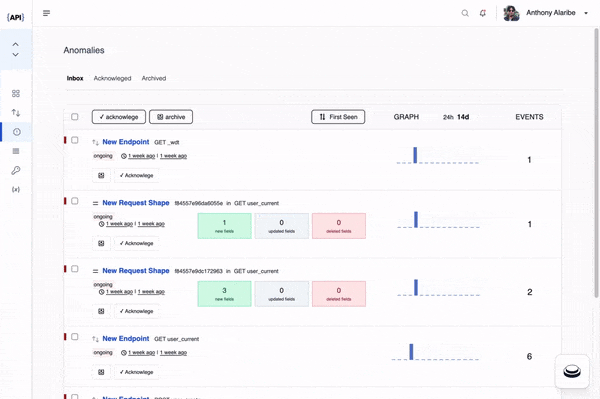 {API}
Anthony Alaribe
Anomalies
Inbox Acknowleged Archived
✓ acknowlege archive First Seen GRAPH 24h 14d EVENTS
New Endpoint GET _wdt
ongoing 1 week ago | 1 week ago
1
✓ Acknowlege
New Request Shape f84557e96da6055e in GET user_current
ongoing
1 week ago | 1 week ago
1 new fields
0 updated fields
0 deleted fields
1
✓ Acknowlege
New Request Shape f84557e9dc172963 in GET user_current
ongoing
1 week ago | 1 week ago
3 new fields
0 updated fields
0 deleted fields
2
✓ Acknowlege
New Endpoint GET user_current
ongoing 1 week ago | 1 week ago
6
✓ Acknowlege
{x}